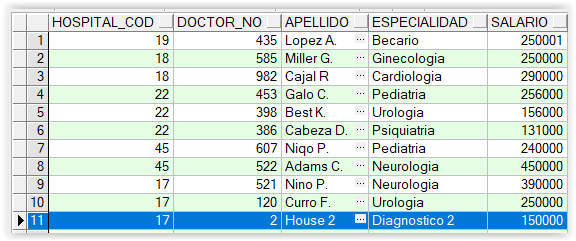 HOSPITAL_COD DOCTOR_NO APELLIDO ESPECIALIDAD SALARIO
1 19 435 Lopez A. ... Becario 250001
2 18 585 Miller G. ... Ginecologia 250000
3 18 982 Cajal R ... Cardiologia 290000
4 22 453 Galo C. ... Pediatria 256000
5 22 398 Best K. ... Urologia 156000
6 22 386 Cabeza D. ... Psiquiatria 131000
7 45 607 Niqo P. ... Pediatria 240000
8 45 522 Adams C. ... Neurologia 450000
9 17 521 Nino P. ... Neurologia 390000
10 17 120 Curro F. ... Urologia 250000
11 17 2 House 2 ... Diagnostico 2 150000